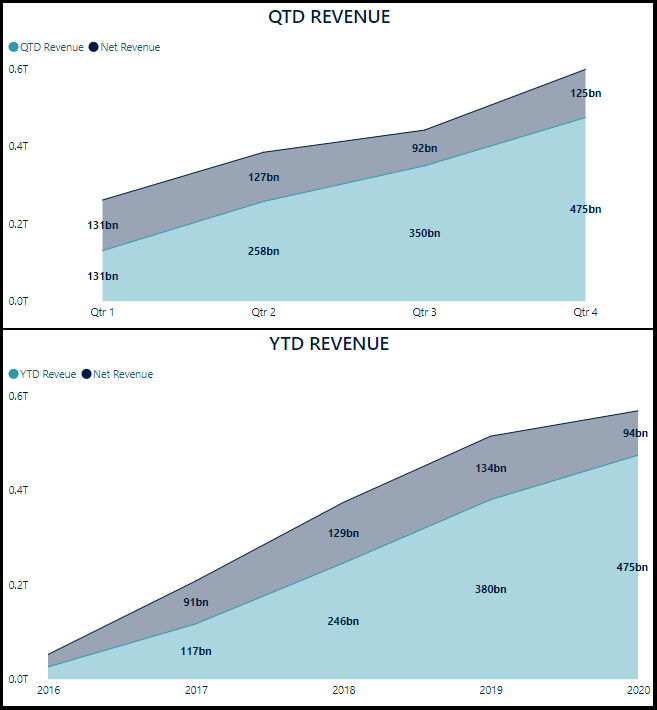 QTD REVENUE
QTD Revenue Net Revenue
0.6T
125bn
0.4T
92bn
127bn
131bn
475bn
0.2T
350bn
258bn
131bn
0.0T
Qtr 1 Qtr 2 Qtr 3 Qtr 4
YTD REVENUE
YTD Reveue Net Revenue
0.6T
94bn
134bn
0.4T
129bn
475bn
380bn
0.2T
91bn
246bn
117bn
0.0T
2016 2017 2018 2019 2020